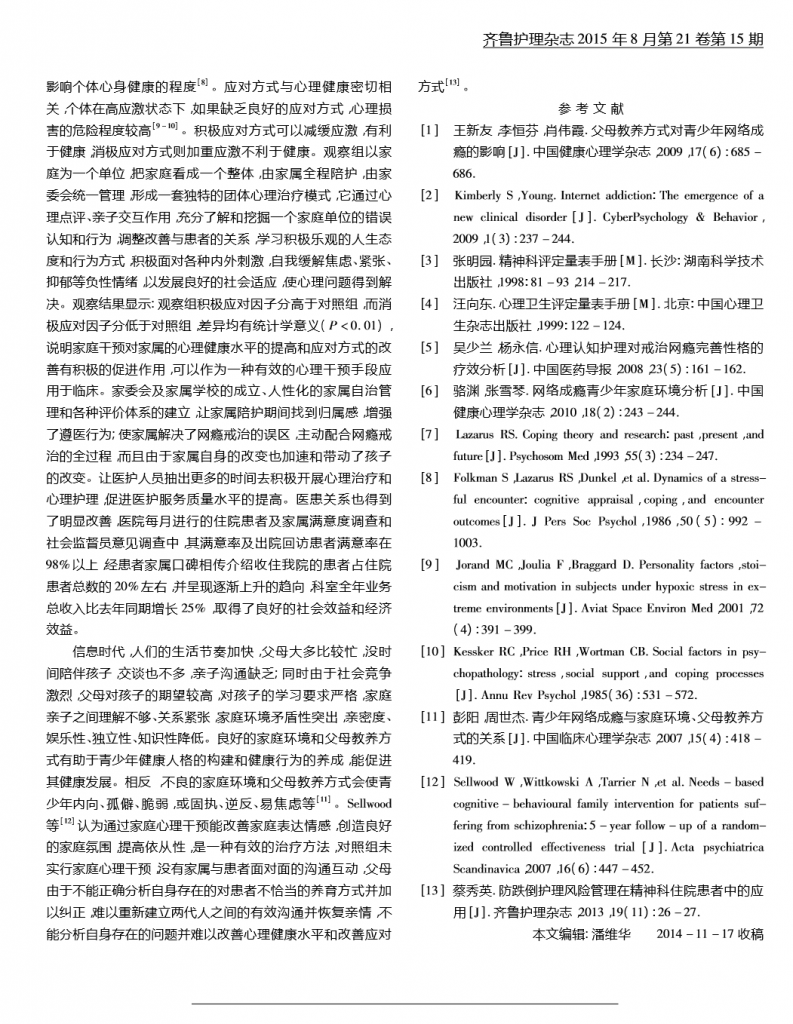 齐鲁护理杂志 2015 年 8 月第 21 卷第 15 期
影响个体心身健康的程度[8]。应对方式与心理健康密切相
关,个体在高应激状态下,如果缺乏良好的应对方式,心理损
害的危险程度较高[9-10]。积极应对方式可以减缓应激,有利
于健康,消极应对方式则加重应激不利于健康。观察组以家
庭为一个单位,把家庭看成一个整体,由家属全程陪护,由家
委会统一管理,形成一套独特的团体心理治疗模式,它通过心
理点评、亲子交互作用,充分了解和挖掘一个家庭单位的错误
认知和行为,调整改善与患者的关系,学习积极乐观的人生态
度和行为方式,积极面对各种内外刺激,自我缓解焦虑、紧张、
抑郁等负性情绪,以发展良好的社会适应,使心理问题得到解
决。观察结果显示:观察组积极应对因子分高于对照组,而消
极应对因子分低于对照组,差异均有统计学意义(P<0.01),
说明家庭干预对家属的心理健康水平的提高和应对方式的改
善有积极的促进作用,可以作为一种有效的心理干预手段应
用于临床。家委会及家属学校的成立、人性化的家属自治管
理和各种评价体系的建立,让家属陪护期间找到归属感,增强
了遵医行为;使家属解决了网瘾戒治的误区,主动配合网瘾戒
治的全过程,而且由于家属自身的改变也加速和带动了孩子
的改变。让医护人员抽出更多的时间去积极开展心理治疗和
心理护理,促进医护服务质量水平的提高。医患关系也得到
了明显改善,医院每月进行的住院患者及家属满意度调查和
社会监督员意见调查中,其满意率及出院回访患者满意率在
98%以上,经患者家属口碑相传介绍收住我院的患者占住院
患者总数的 20%左右,并呈现逐渐上升的趋向,科室全年业务
总收入比去年同期增长 25%,取得了良好的社会效益和经济
效益。
信息时代,人们的生活节奏加快,父母大多比较忙,没时
间陪伴孩子,交谈也不多,亲子沟通缺乏;同时由于社会竞争
激烈,父母对孩子的期望较高,对孩子的学习要求严格,家庭
亲子之间理解不够、关系紧张,家庭环境矛盾性突出,亲密度、
娱乐性、独立性、知识性降低。良好的家庭环境和父母教养方
式有助于青少年健康人格的构建和健康行为的养成,能促进
其健康发展。相反,不良的家庭环境和父母教养方式会使青
少年内向、孤僻、脆弱,或固执、逆反、易焦虑等[11]。Sellwood
等[12]认为通过家庭心理干预能改善家庭表达情感,创造良好
的家庭氛围,提高依从性,是一种有效的治疗方法,对照组未
实行家庭心理干预,没有家属与患者面对面的沟通互动,父母
由于不能正确分析自身存在的对患者不恰当的养育方式并加
以纠正,难以重新建立两代人之间的有效沟通并恢复亲情,不
能分析自身存在的问题并难以改善心理健康水平和改善应对
方式[13]。
参 考 文 献
[1] 王新友,李恒芬,肖伟霞.父母教养方式对青少年网络成
瘾的影响[J].中国健康心理学杂志,2009,17(6):685-
686.
[2] Kimberly S,Young. Internet addiction: The emergence of a
new clinical disorder [J]. CyberPsychology & Behavior,
2009,1(3):237-244.
[3] 张明园.精神科评定量表手册[M].长沙:湖南科学技术
出版社,1998:81-93,214-217.
[4] 汪向东.心理卫生评定量表手册[M].北京:中国心理卫
生杂志出版社,1999:122-124.
[5] 吴少兰,杨永信.心理认知护理对戒治网瘾完善性格的
疗效分析[J].中国医药导报,2008,23(5):161-162.
[6] 骆渊,张雪琴.网络成瘾青少年家庭环境分析[J].中国
健康心理学杂志,2010,18(2):243-244.
[7] Lazarus RS. Coping theory and research: past,present,and
future[J]. Psychosom Med,1993,55(3):234-247.
[8] Folkman S,Lazarus RS,Dunkel,et al. Dynamics of a stress-
ful encounter: cognitive appraisal,coping,and encounter
outcomes[J]. J Pers Soc Psychol,1986,50(5):992-
1003.
[9] Jorand MC,Joulia F,Braggard D. Personality factors,stoi-
cism and motivation in subjects under hypoxic stress in ex-
treme environments[J]. Aviat Space Environ Med,2001,72
(4):391-399.
[10] Kessker RC,Price RH,Wortman CB. Social factors in psy-
chopathology: stress,social support,and coping processes
[J]. Annu Rev Psychol,1985(36):531-572.
[11] 彭阳,周世杰.青少年网络成瘾与家庭环境、父母教养方
式的关系[J].中国临床心理学杂志,2007,15(4):418-
419.
[12] Sellwood W,Wittkowski A,Tarrier N,et al. Needs-based
cognitive-behavioural family intervention for patients suf-
fering from schizophrenia: 5-year follow-up of a random-
ized controlled effectiveness trial [J]. Acta psychiatrica
Scandinavica,2007,16(6):447-452.
[13] 蔡秀英.防跌倒护理风险管理在精神科住院患者中的应
用[J].齐鲁护理杂志,2013,19(11):26-27.
本文编辑:潘维华 2014-11-17 收稿